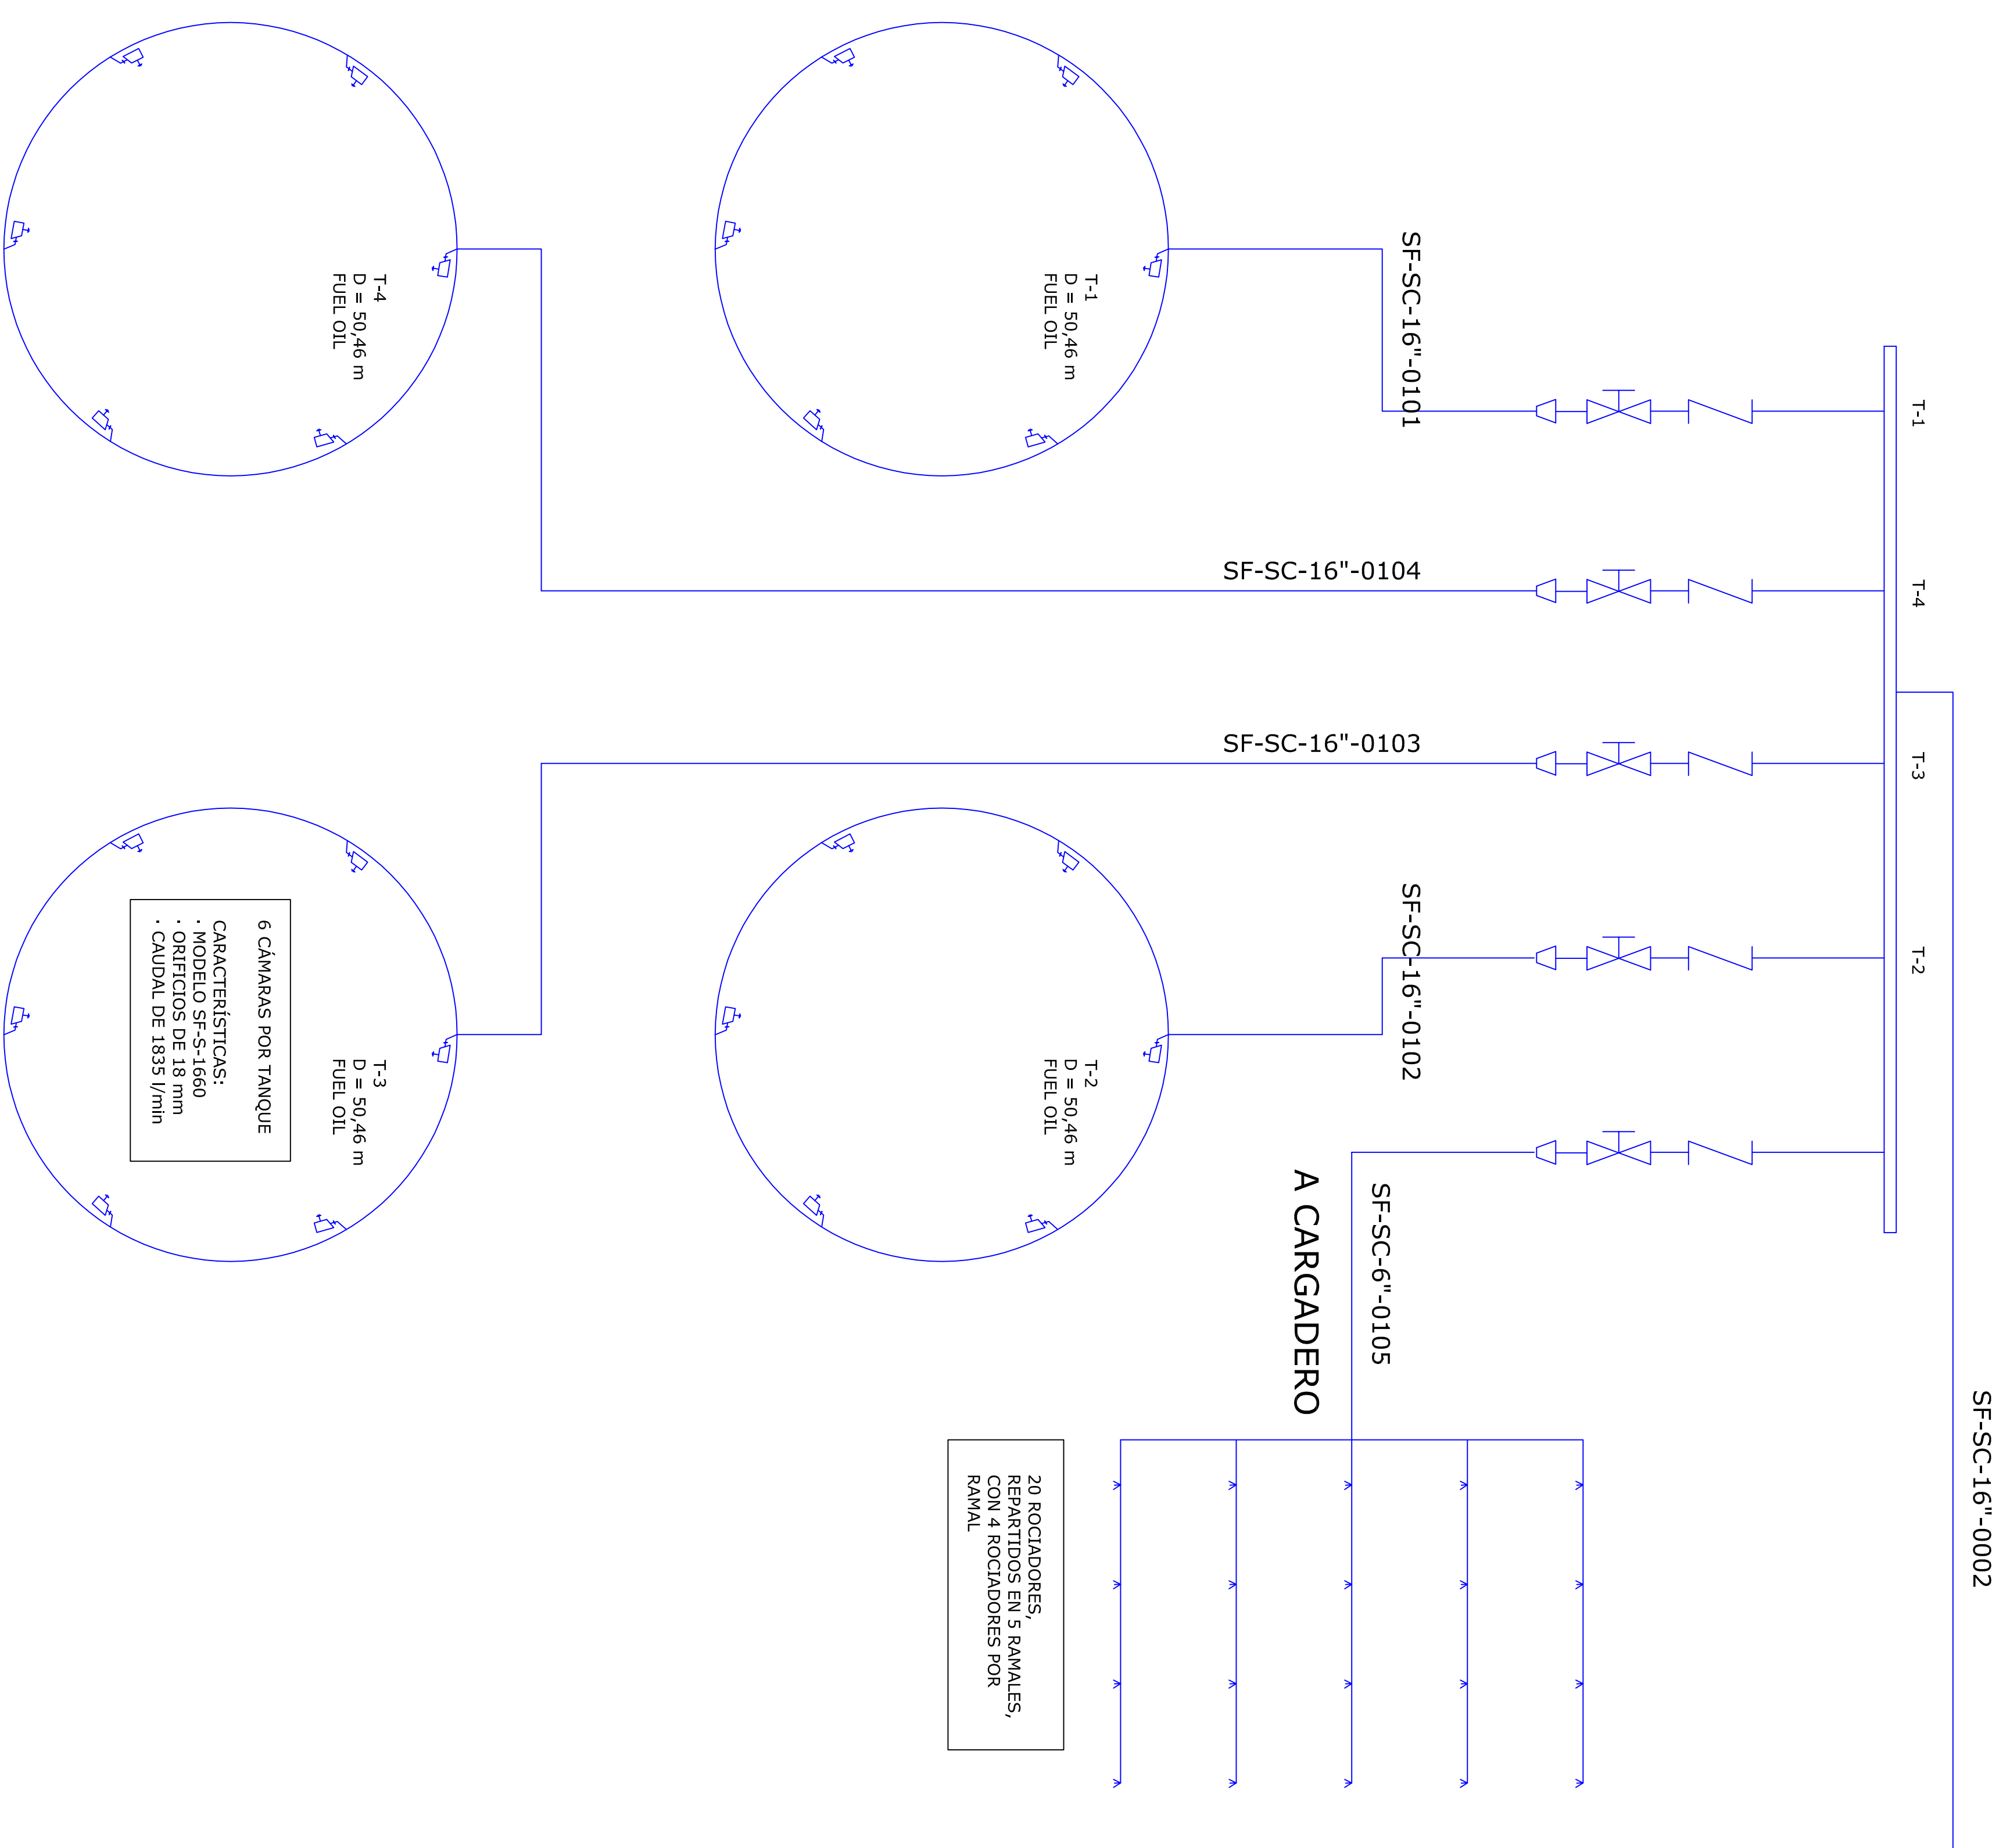 SF-SC-16"-0002
T-1
T-4
T-3
T-2
SF-SC-16"-0101
SF-SC-16"-0104
SF-SC-16"-0103
SF-SC-16"-0102
SF-SC-6"-0105
A CARGADERO
20 ROCIADORES,
REPARTIDOS EN 5 RAMALES,
CON 4 ROCIADORES POR
RAMAL
T-1
D = 50,46 m
FUEL OIL
T-2
D = 50,46 m
FUEL OIL
T-4
D = 50,46 m
FUEL OIL
T-3
D = 50,46 m
FUEL OIL
6 CÁMARAS POR TANQUE
CARACTERÍSTICAS:
· MODELO SF-S-1660
· ORIFICIOS DE 18 mm
· CAUDAL DE 1835 l/min